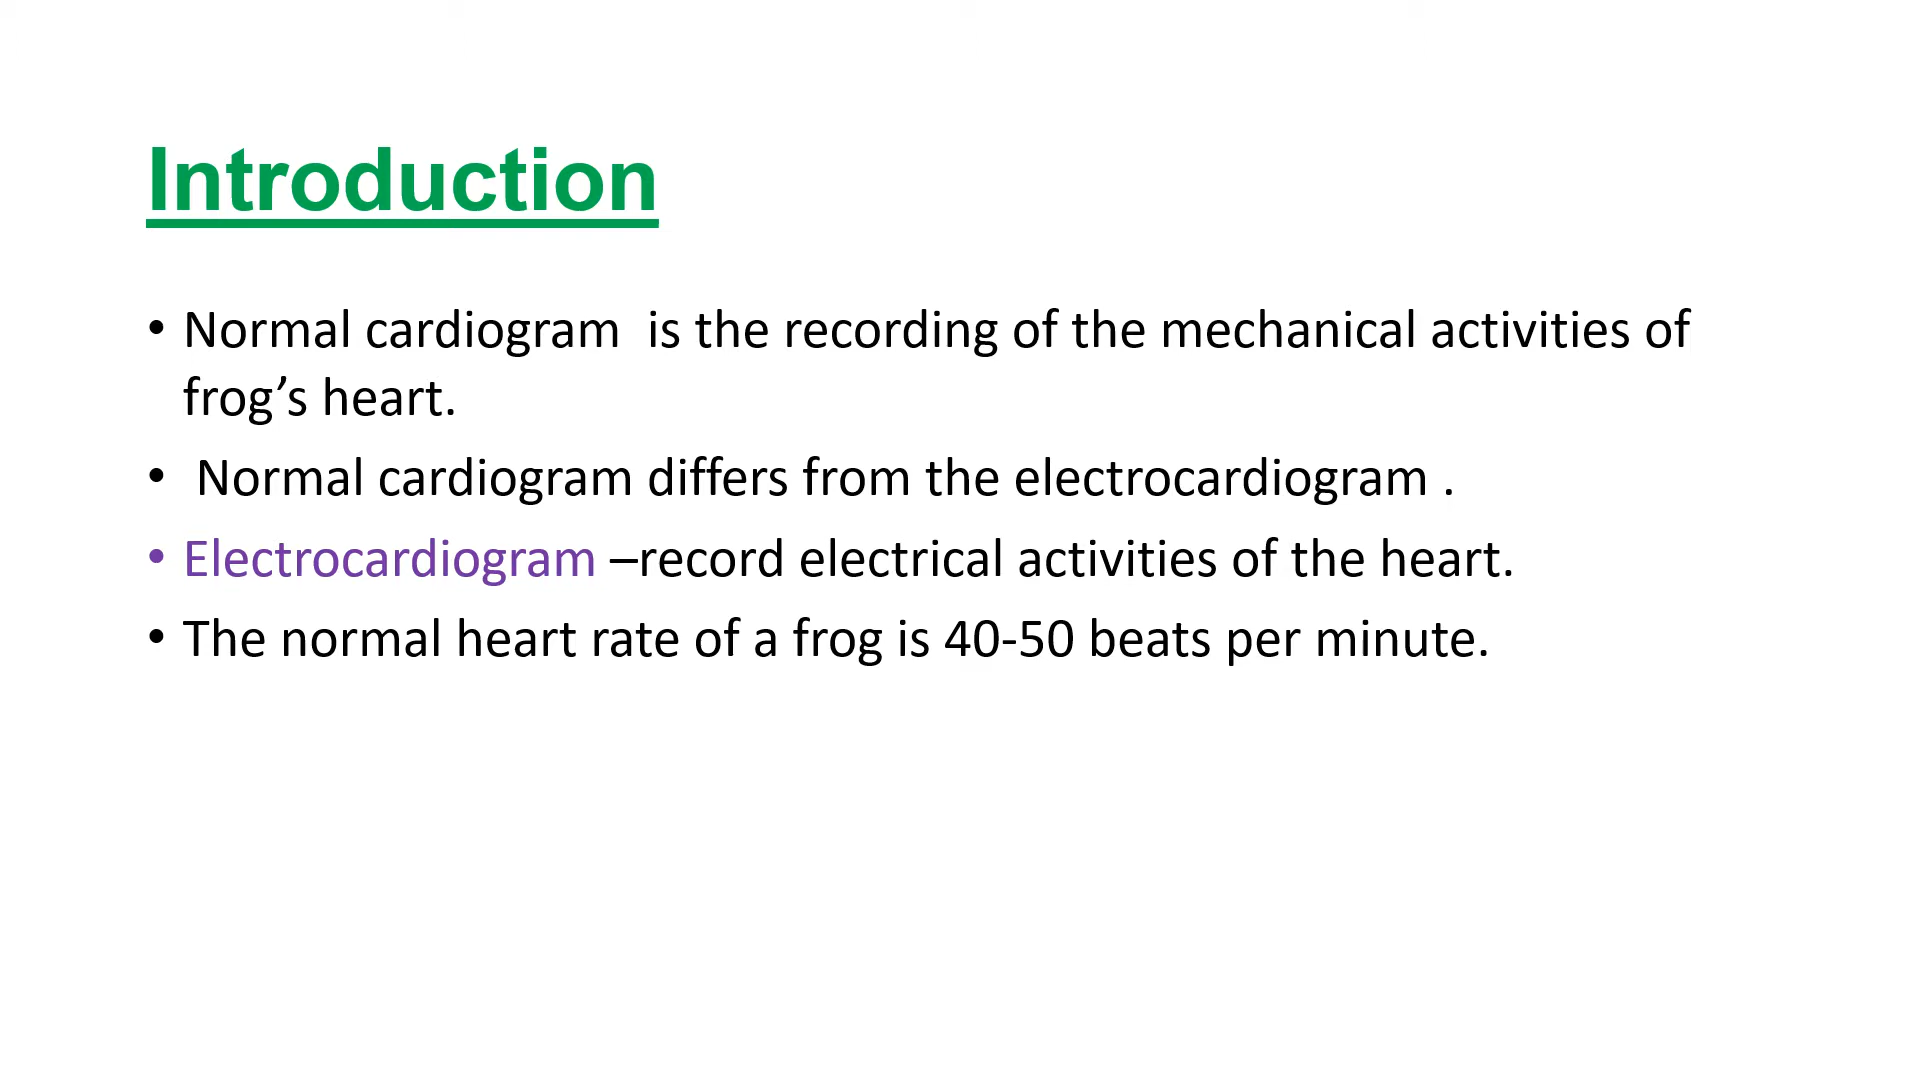 Introduction
• Normal cardiogram  is the recording of the mechanical activities of
frog’s heart.
•  Normal cardiogram differs from the electrocardiogram .
• Electrocardiogram –record electrical activities of the heart.
• The normal heart rate of a frog is 40-50 beats per minute.